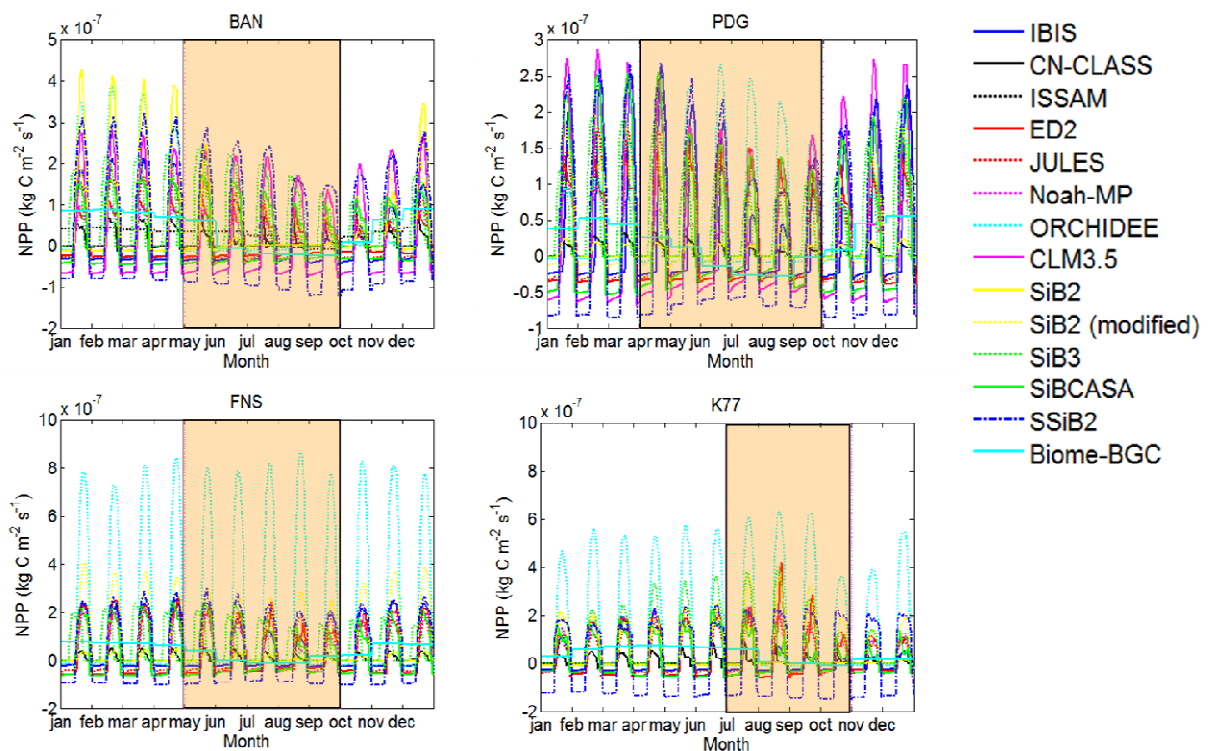 BAN
x 10⁻⁷
5
4
3
2
1
0
-1
-2
NPP (kg C m⁻² s⁻¹)
jan feb mar apr may jun jul aug sep oct nov dec
Month
PDG
x 10⁻⁷
3
2.5
2
1.5
1
0.5
0
-0.5
-1
NPP (kg C m⁻² s⁻¹)
jan feb mar apr may jun jul aug sep oct nov dec
Month
FNS
x 10⁻⁷
10
8
6
4
2
0
-2
NPP (kg C m⁻² s⁻¹)
jan feb mar apr may jun jul aug sep oct nov dec
Month
K77
x 10⁻⁷
10
8
6
4
2
0
-2
NPP (kg C m⁻² s⁻¹)
jan feb mar apr may jun jul aug sep oct nov dec
Month
IBIS
CN-CLASS
ISSAM
ED2
JULES
Noah-MP
ORCHIDEE
CLM3.5
SiB2
SiB2 (modified)
SiB3
SiBCASA
SSiB2
Biome-BGC